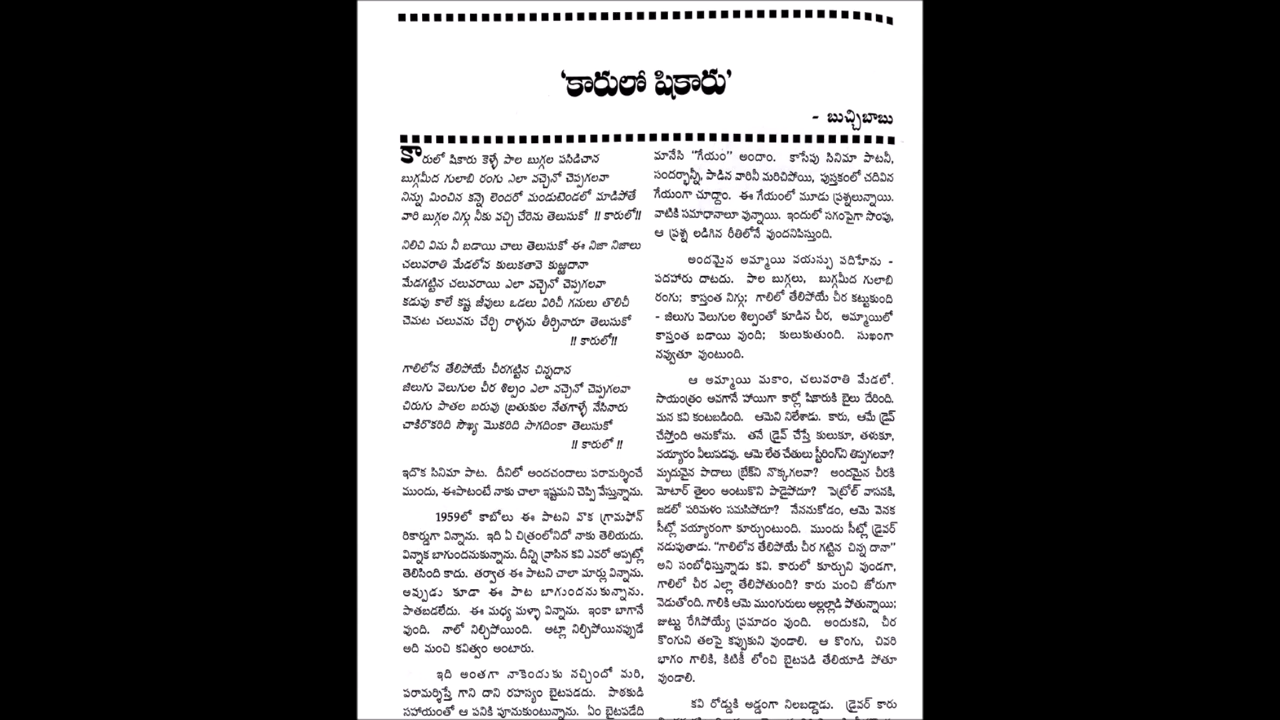 ‘కారులో షికారు’
- బుచ్చిబాబు
కారులో షికారు కెళ్ళే పాల బుగ్గల పసిడిచాన
బుగ్గమీద గులాబి రంగు ఎలా వచ్చెనో చెప్పగలవా
నిన్ను మించిన కన్నె లెందరో మండుటెండలో మాడిపోతే
వారి బుగ్గల నిగ్గు నీకు వచ్చి చేరెను తెలుసుకో !! కారులో!!
నిలిచి విను నీ బడాయి చాలు తెలుసుకో ఈ నిజా నిజాలు
చలువరాతి మేడలోన కులుకుతావె కుఱ్ఱదానా
మేడగట్టిన చలువరాయి ఎలా వచ్చెనో చెప్పగలవా
కడుపు కాలే కష్ట జీవులు ఒడలు విరిచీ గనులు తొలిచీ
చెమట చలువను చేర్చి రాళ్ళను తీర్చినారూ తెలుసుకో
!! కారులో!!
గాలిలోన తేలిపోయే చీరగట్టిన చిన్నదాన
జిలుగు వెలుగుల చీర శిల్పం ఎలా వచ్చెనో చెప్పగలవా
చిరుగు పాతల బరువు బ్రతుకుల నేతగాళ్ళే నేసినారు
చాకిరొకరిది సౌఖ్య మొకరిది సాగదింకా తెలుసుకో
!! కారులో !!
ఇదొక సినిమా పాట. దీనిలో అందచందాలు పరామర్శించే
ముందు, ఈపాటంటే నాకు చాలా ఇష్టమని చెప్పి వేస్తున్నాను.
1959లో కాబోలు ఈ పాటని వొక గ్రామఫోన్
రికార్డుగా విన్నాను. ఇది ఏ చిత్రంలోనిదో నాకు తెలియదు.
విన్నాక బాగుందనుకున్నాను. దీన్ని వ్రాసిన కవి ఎవరో అప్పట్లో
తెలిసింది కాదు. తర్వాత ఈ పాటని చాలా మార్లు విన్నాను.
అప్పుడు కూడా ఈ పాట బాగుందనుకున్నాను.
పాతబడలేదు. ఈ మధ్య మళ్ళా విన్నాను. ఇంకా బాగానే
వుంది. నాలో నిల్చిపోయింది. అట్లా నిల్చిపోయినప్పుడే
అది మంచి కవిత్వం అంటారు.
ఇది అంతగా నాకెందుకు నచ్చిందో మరి,
పరామర్శిస్తే గాని దాని రహస్యం బైటపడదు. పాఠకుడి
సహాయంతో ఆ పనికి పూనుకుంటున్నాను. ఏం బైటపడేది
మానేసి “గేయం” అందాం. కాసేపు సినిమా పాటనీ,
సందర్భాన్నీ, పాడిన వారినీ మరిచిపోయి, పుస్తకంలో చదివిన
గేయంగా చూద్దాం. ఈ గేయంలో మూడు ప్రశ్నలున్నాయి.
వాటికి సమాధానాలూ వున్నాయి. ఇందులో సగంపైగా సొంపు,
ఆ ప్రశ్న లడిగిన రీతిలోనే వుందనిపిస్తుంది.
అందమైన అమ్మాయి వయస్సు పదిహేను -
పదహారు దాటదు. పాల బుగ్గలు, బుగ్గమీద గులాబి
రంగు; కాస్తంత నిగ్గు; గాలిలో తేలిపోయే చీర కట్టుకుంది
- జిలుగు వెలుగుల శిల్పంతో కూడిన చీర, అమ్మాయిలో
కాస్తంత బడాయి వుంది; కులుకుతుంది. సుఖంగా
నవ్వుతూ వుంటుంది.
ఆ అమ్మాయి మకాం, చలువరాతి మేడలో.
సాయంత్రం అవగానే హాయిగా కార్లో షికారుకి బైలు దేరింది.
మన కవి కంటబడింది. ఆమెని నిలేశాడు. కారు, ఆమే డ్రైవ్
చేస్తోంది అనుకోను. తనే డ్రైవ్ చేస్తే కులుకూ, తళుకూ,
వయ్యారం వీలుపడవు. ఆమె లేత చేతులు స్టీరింగ్‌ని తిప్పగలవా?
మృదువైన పాదాలు బ్రేక్‌ని నొక్కగలవా? అందమైన చీరకి
మోటార్ తైలం అంటుకొని పాడైపోదూ? పెట్రోల్ వాసనకి,
జడలో పరిమళం సమసిపోదూ? నేననుకోడం, ఆమె వెనక
సీట్లో వయ్యారంగా కూర్చుంటుంది. ముందు సీట్లో డ్రైవర్
నడుపుతాడు. “గాలిలోన తేలిపోయే చీర గట్టిన చిన్న దానా”
అని సంబోధిస్తున్నాడు కవి. కారులో కూర్చుని వుండగా,
గాలిలో చీర ఎల్లా తేలిపోతుంది? కారు మంచి జోరుగా
వెడుతోంది. గాలికి ఆమె ముంగురులు అల్లల్లాడి పోతున్నాయి;
జుట్టు రేగిపోయ్యే ప్రమాదం వుంది. అందుకని, చీర
కొంగుని తలపై కప్పుకుని వుండాలి. ఆ కొంగు, చివరి
భాగం గాలికి, కిటికీ లోంచి బైటపడి తేలియాడి పోతూ
వుండాలి.
కవి రోడ్డుకి అడ్డంగా నిలబడ్డాడు. డ్రైవర్ కారు